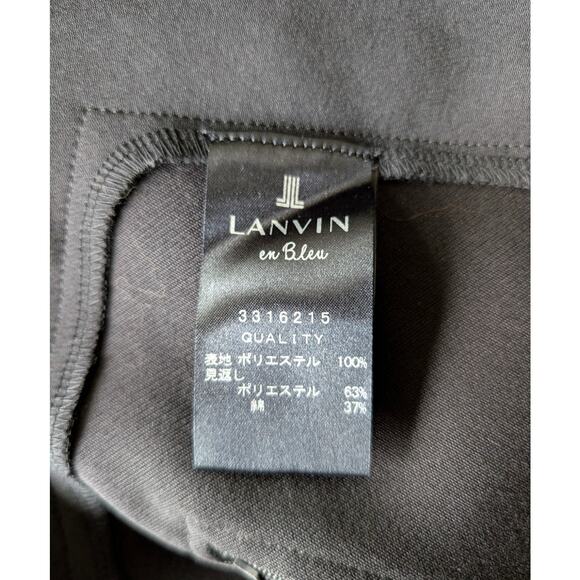 LANVIN
en Bleu
3316215
QUALITY
表地 ポリエステル 100%
見返し
ポリエステル 63%
綿 37%